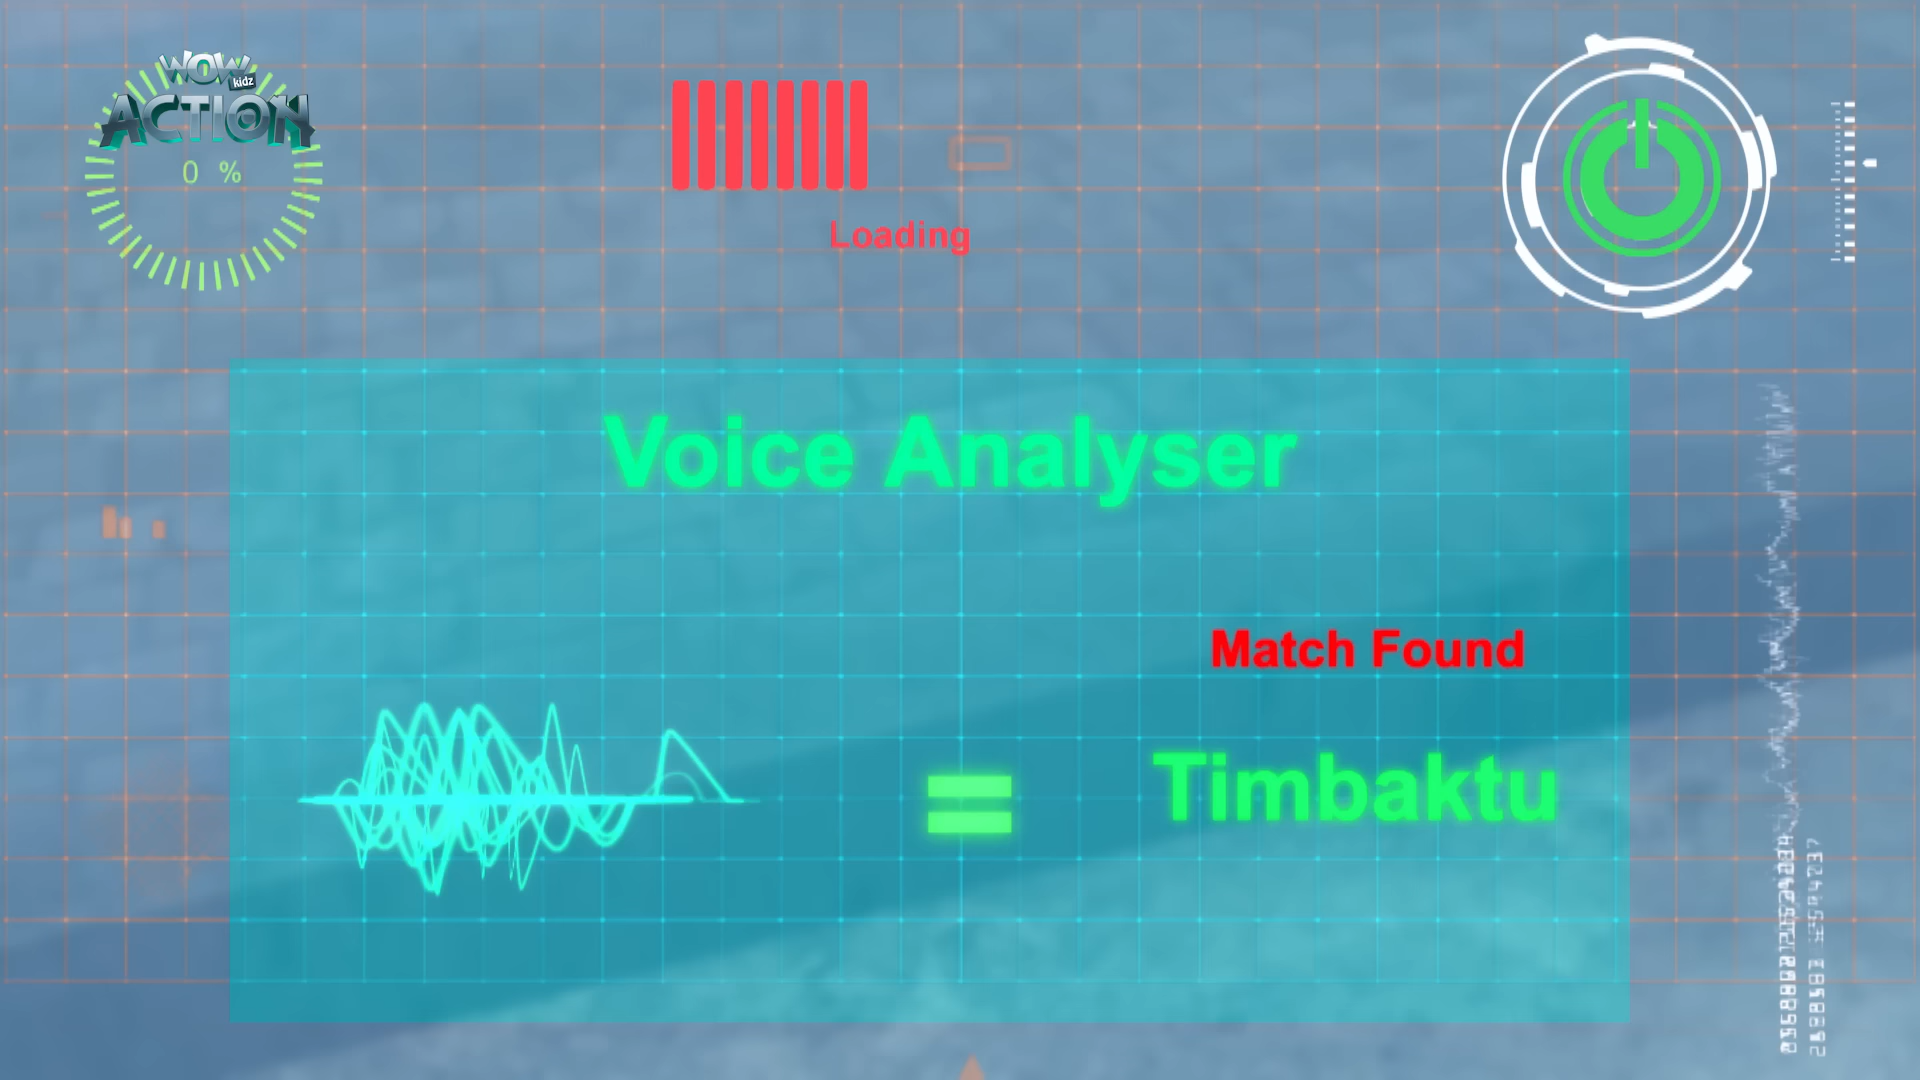 WOW
kidz
ACTION
0 %
Loading
Voice Analyser
Match Found
= Timbaktu